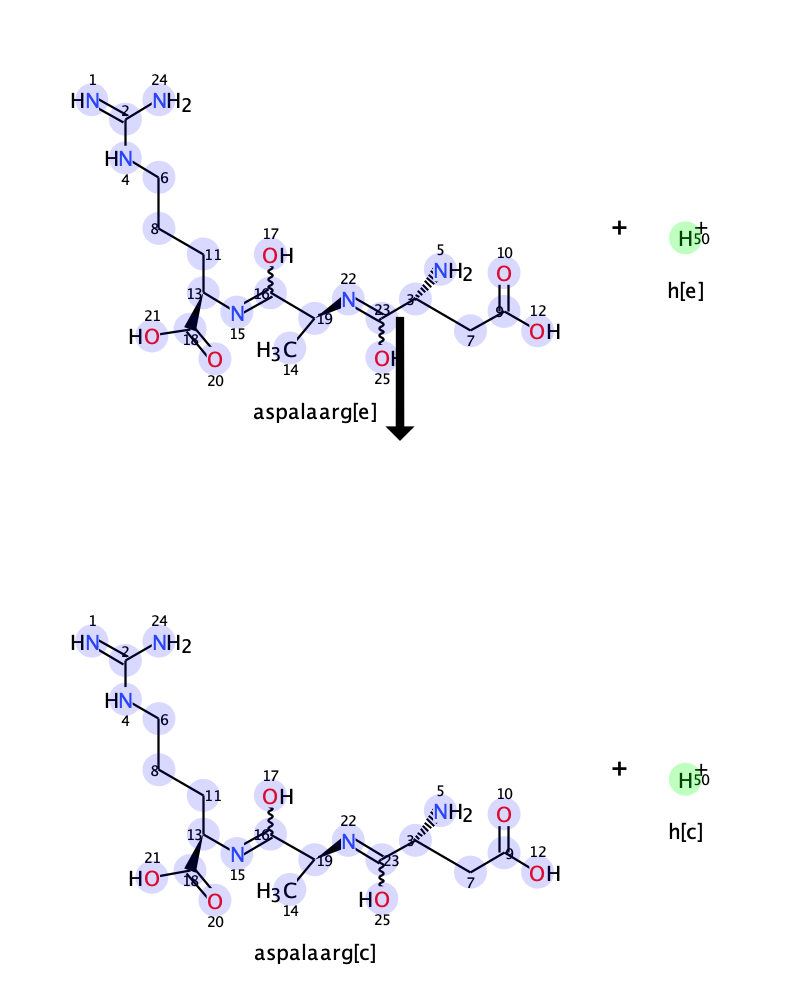 1 24
HN 2 NH2
HN
4 6
8 17 5 10
11 OH NH2 O
13 16 22 3 9 12
21 N N 23 OH
HO 18 15 19 7
O H3C OH
20 14 25
aspalaarg[e]
+ H+ 50
h[e]
1 24
HN 2 NH2
HN
4 6
8 17 5 10
11 OH NH2 O
13 16 22 3 9 12
21 N N 23 OH
HO 18 15 19 7
O H3C HO
20 14 25
aspalaarg[c]
+ H+ 50
h[c]